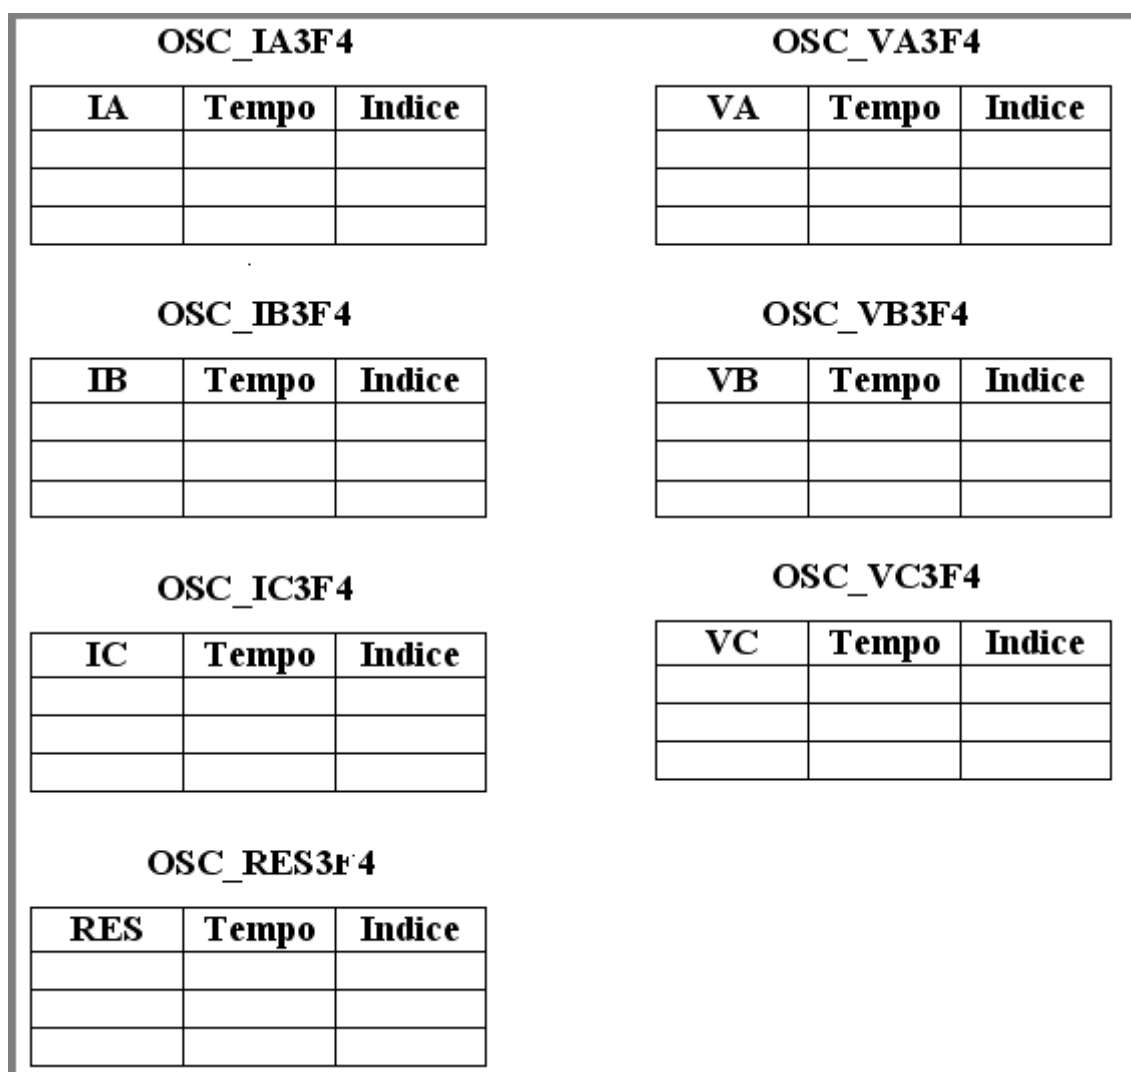 OSC_IA3F4
IA Tempo Indice
OSC_VA3F4
VA Tempo Indice
OSC_IB3F4
IB Tempo Indice
OSC_VB3F4
VB Tempo Indice
OSC_IC3F4
IC Tempo Indice
OSC_VC3F4
VC Tempo Indice
OSC_RES3F4
RES Tempo Indice